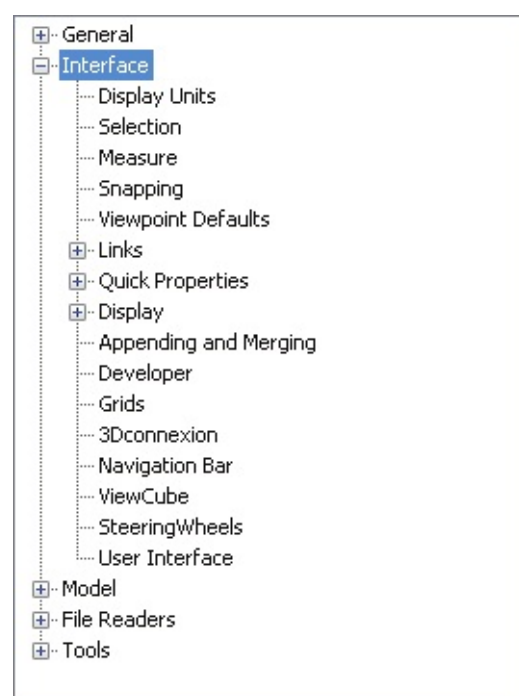 General
Interface
Display Units
Selection
Measure
Snapping
Viewpoint Defaults
Links
Quick Properties
Display
Appending and Merging
Developer
Grids
3Dconnexion
Navigation Bar
ViewCube
SteeringWheels
User Interface
Model
File Readers
Tools